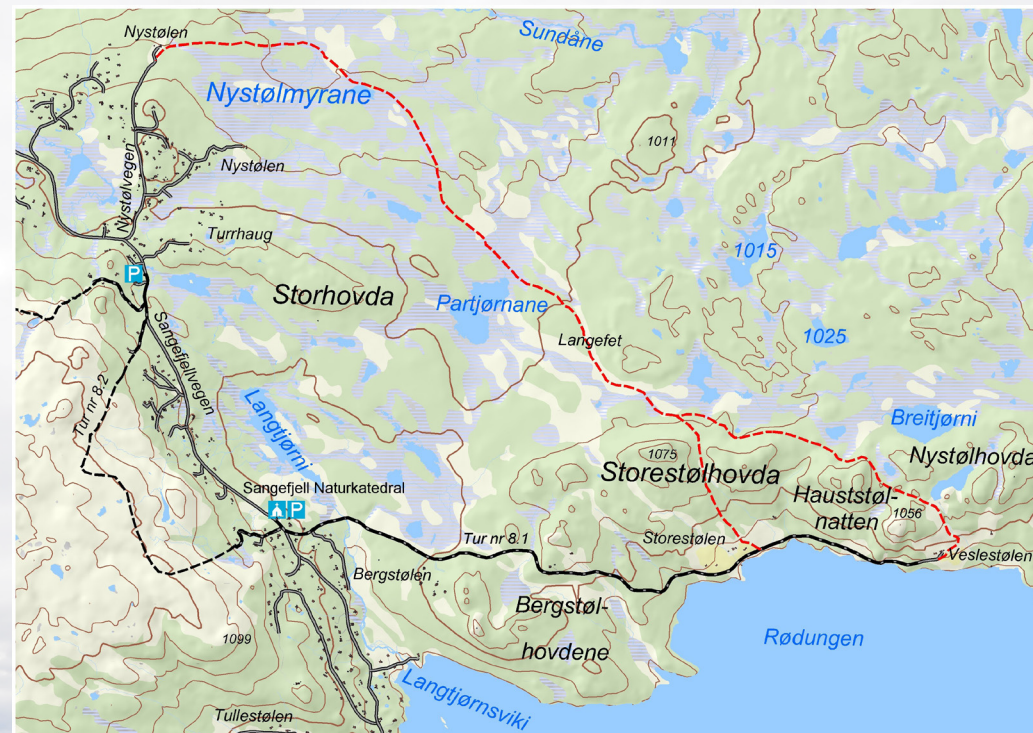 Nystølen
Sundåne
Nystølmyrane
1011
Nystølvegen
Nystølen
Turrhaug
1015
P
Storhovda
Partjørnane
Sangefjellvegen
Langefet
1025
Tur nr 8.2
Langtjørni
Breitjørni
1075
Storestølhovda
Nystølhovda
Sangefjell Naturkatedral
P
Hauststøl-
natten
1056
Tur nr 8.1
Storestølen
Veslestølen
Bergstølen
Bergstøl-
hovdene
1099
Rødungen
Langtjørnsviki
Tullestølen